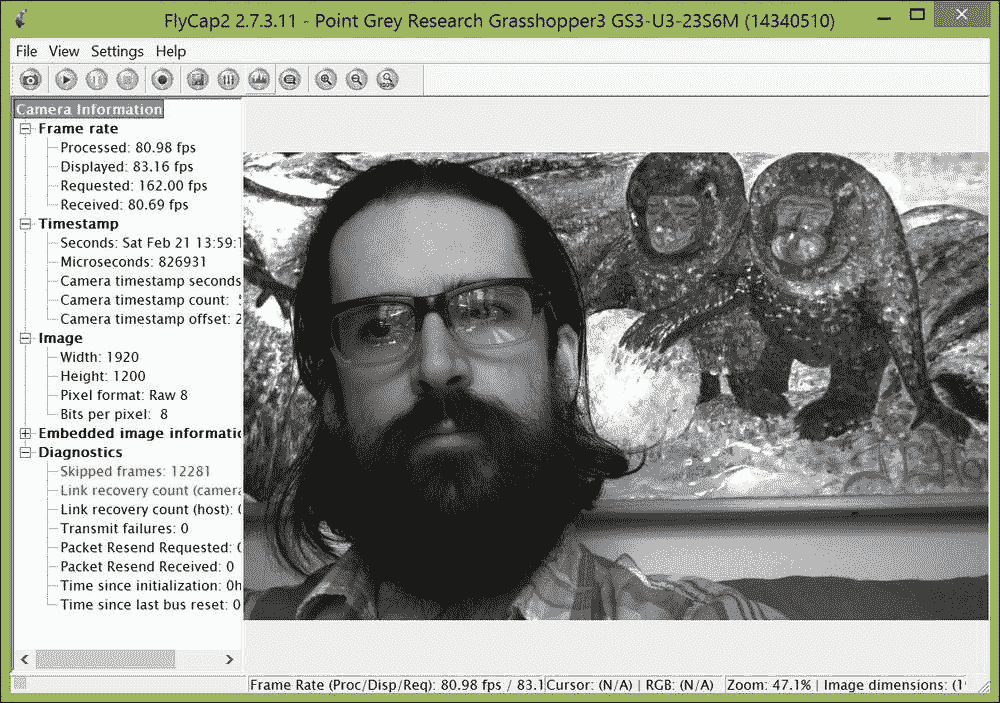 FlyCap2 2.7.3.11 - Point Grey Research Grasshopper3 GS3-U3-23S6M (14340510)
File View Settings Help
Camera Information
Frame rate
Processed: 80.98 fps
Displayed: 83.16 fps
Requested: 162.00 fps
Received: 80.69 fps
Timestamp
Seconds: Sat Feb 21 13:59:1
Microseconds: 826931
Camera timestamp seconds
Camera timestamp count:
Camera timestamp offset: 2
Image
Width: 1920
Height: 1200
Pixel format: Raw 8
Bits per pixel: 8
Embedded image informatic
Diagnostics
Skipped frames: 12281
Link recovery count (camera
Link recovery count (host): (
Transmit failures: 0
Packet Resend Requested: (
Packet Resend Received: 0
Time since initialization: 0h
Time since last bus reset: 0
Frame Rate (Proc/Disp/Req): 80.98 fps / 83.1 Cursor: (N/A) | RGB: (N/A) Zoom: 47.1% | Image dimensions: (1